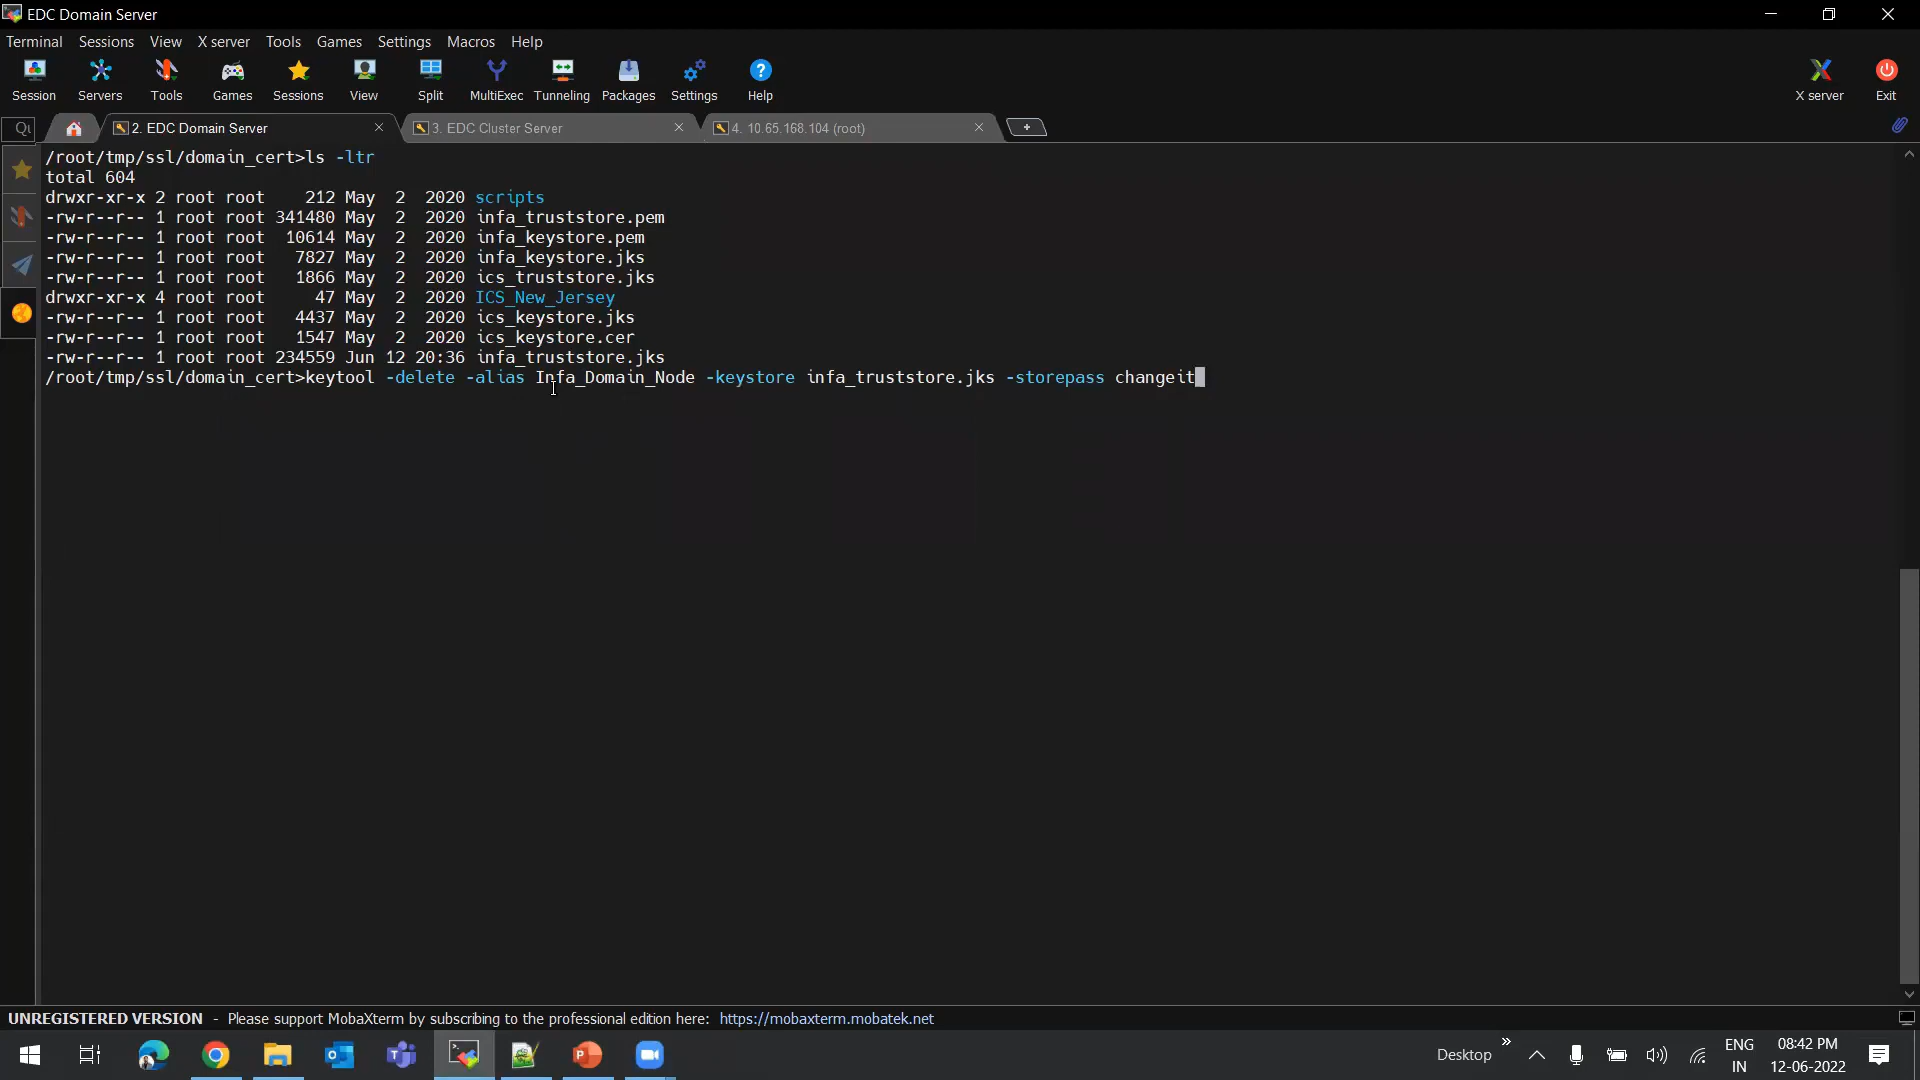 EDC Domain Server
Terminal Sessions View X server Tools Games Settings Macros Help
Session Servers Tools Games Sessions View Split MultiExec Tunneling Packages Settings Help X server Exit
Qu 2. EDC Domain Server 3. EDC Cluster Server 4. 10.65.168.104 (root)
/root/tmp/ssl/domain_cert>ls -ltr
total 604
drwxr-xr-x 2 root root 212 May 2 2020 scripts
-rw-r--r-- 1 root root 341480 May 2 2020 infa_truststore.pem
-rw-r--r-- 1 root root 10614 May 2 2020 infa_keystore.pem
-rw-r--r-- 1 root root 7827 May 2 2020 infa_keystore.jks
-rw-r--r-- 1 root root 1866 May 2 2020 ics_truststore.jks
drwxr-xr-x 4 root root 47 May 2 2020 ICS_New_Jersey
-rw-r--r-- 1 root root 4437 May 2 2020 ics_keystore.jks
-rw-r--r-- 1 root root 1547 May 2 2020 ics_keystore.cer
-rw-r--r-- 1 root root 234559 Jun 12 20:36 infa_truststore.jks
/root/tmp/ssl/domain_cert>keytool -delete -alias Infa_Domain_Node -keystore infa_truststore.jks -storepass changeit
UNREGISTERED VERSION - Please support MobaXterm by subscribing to the professional edition here: https://mobaxterm.mobatek.net
Desktop ENG 08:42 PM
IN 12-06-2022